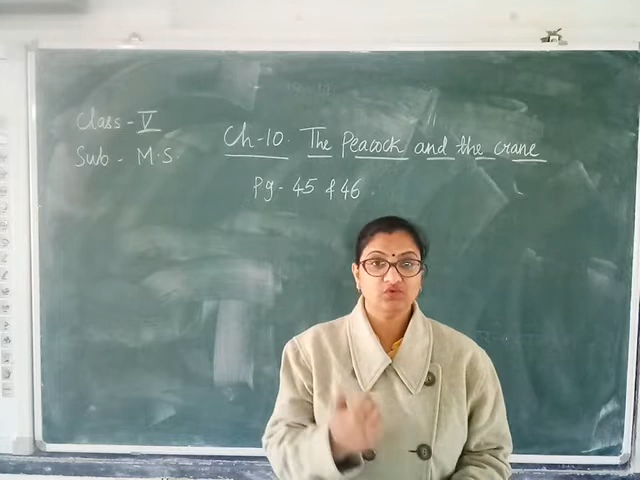 Class - V
Sub - M.S.
Ch-10. The Peacock and the crane
Pg - 45 & 46.